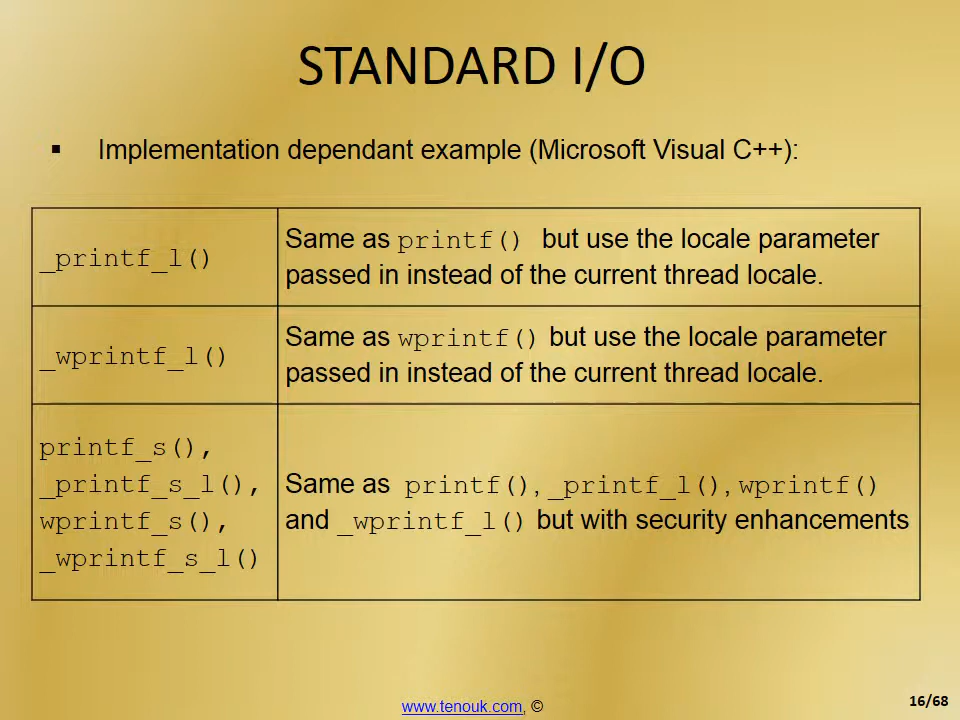 STANDARD I/O
▪ Implementation dependant example (Microsoft Visual C++):
_printf_l()
Same as printf() but use the locale parameter
passed in instead of the current thread locale.
_wprintf_l()
Same as wprintf() but use the locale parameter
passed in instead of the current thread locale.
printf_s(),
_printf_s_l(),
wprintf_s(),
_wprintf_s_l()
Same as printf(), _printf_l(), wprintf()
and _wprintf_l() but with security enhancements
www.tenouk.com, ©
16/68